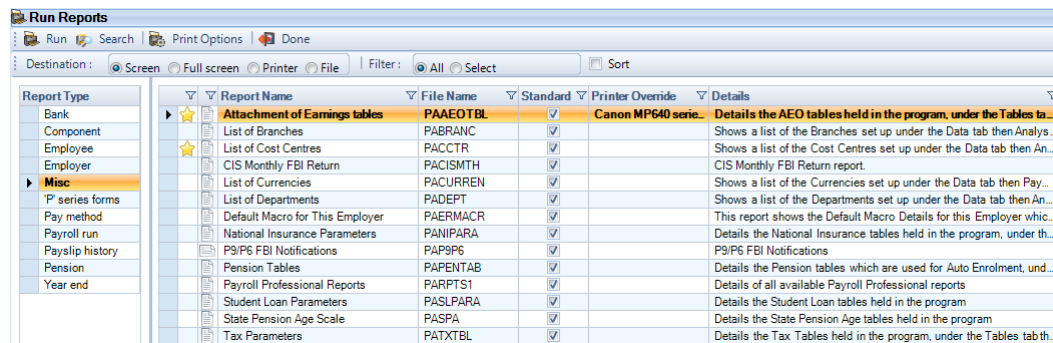 Run Reports
Run Search Print Options Done
Destination : Screen Full screen Printer File Filter : All Select Sort
Report Type Report Name File Name Standard Printer Override Details
Bank Attachment of Earnings tables PAAEOTBL Canon MP640 serie... Details the AEO tables held in the program, under the Tables ta...
Component List of Branches PABRANC Shows a list of the Branches set up under the Data tab then Analys...
Employee List of Cost Centres PACCTR Shows a list of the Cost Centres set up under the Data tab then An...
Employer CIS Monthly FBI Return PACISMTH CIS Monthly FBI Return report.
Misc List of Currencies PACURREN Shows a list of the Currencies set up under the Data tab then Pay...
'P' series forms List of Departments PADEPT Shows a list of the Departments set up under the Data tab then An...
Pay method Default Macro for This Employer PAERMACR This report shows the Default Macro Details for this Employer whic...
Payroll run National Insurance Parameters PANIPARA Details the National Insurance tables held in the program, under th...
Payslip history P9/P6 FBI Notifications PAP9P6 P9/P6 FBI Notifications
Pension Pension Tables PAPENTAB Details the Pension tables which are used for Auto Enrolment, und...
Year end Payroll Professional Reports PARPTS1 Details of all available Payroll Professional reports
Student Loan Parameters PASLPARA Details the Student Loan tables held in the program
State Pension Age Scale PASPA Details the State Pension Age tables held in the program
Tax Parameters PATXTBL Details the Tax Tables held in the program, under the Tables tab th...